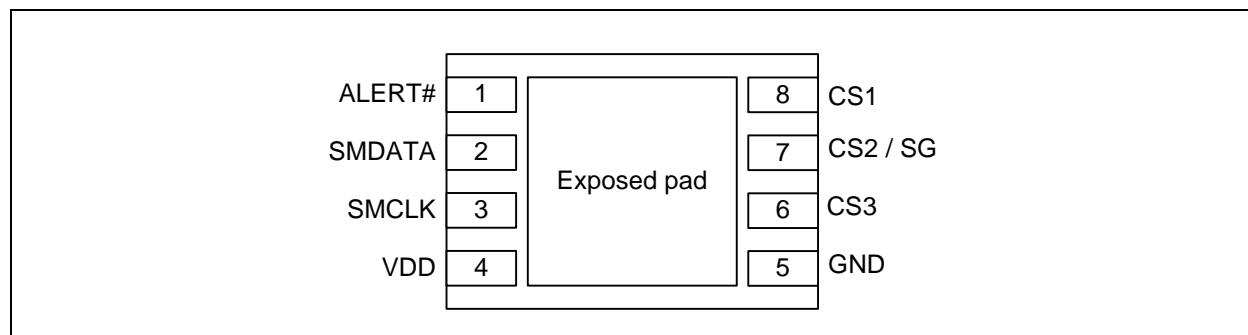 ALERT# 1
SMDATA 2
SMCLK 3
VDD 4
Exposed pad
8 CS1
7 CS2 / SG
6 CS3
5 GND